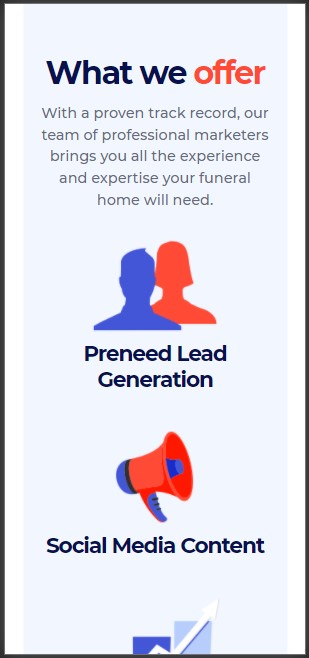 What we offer
With a proven track record, our
team of professional marketers
brings you all the experience
and expertise your funeral
home will need.
Preneed Lead
Generation
Social Media Content